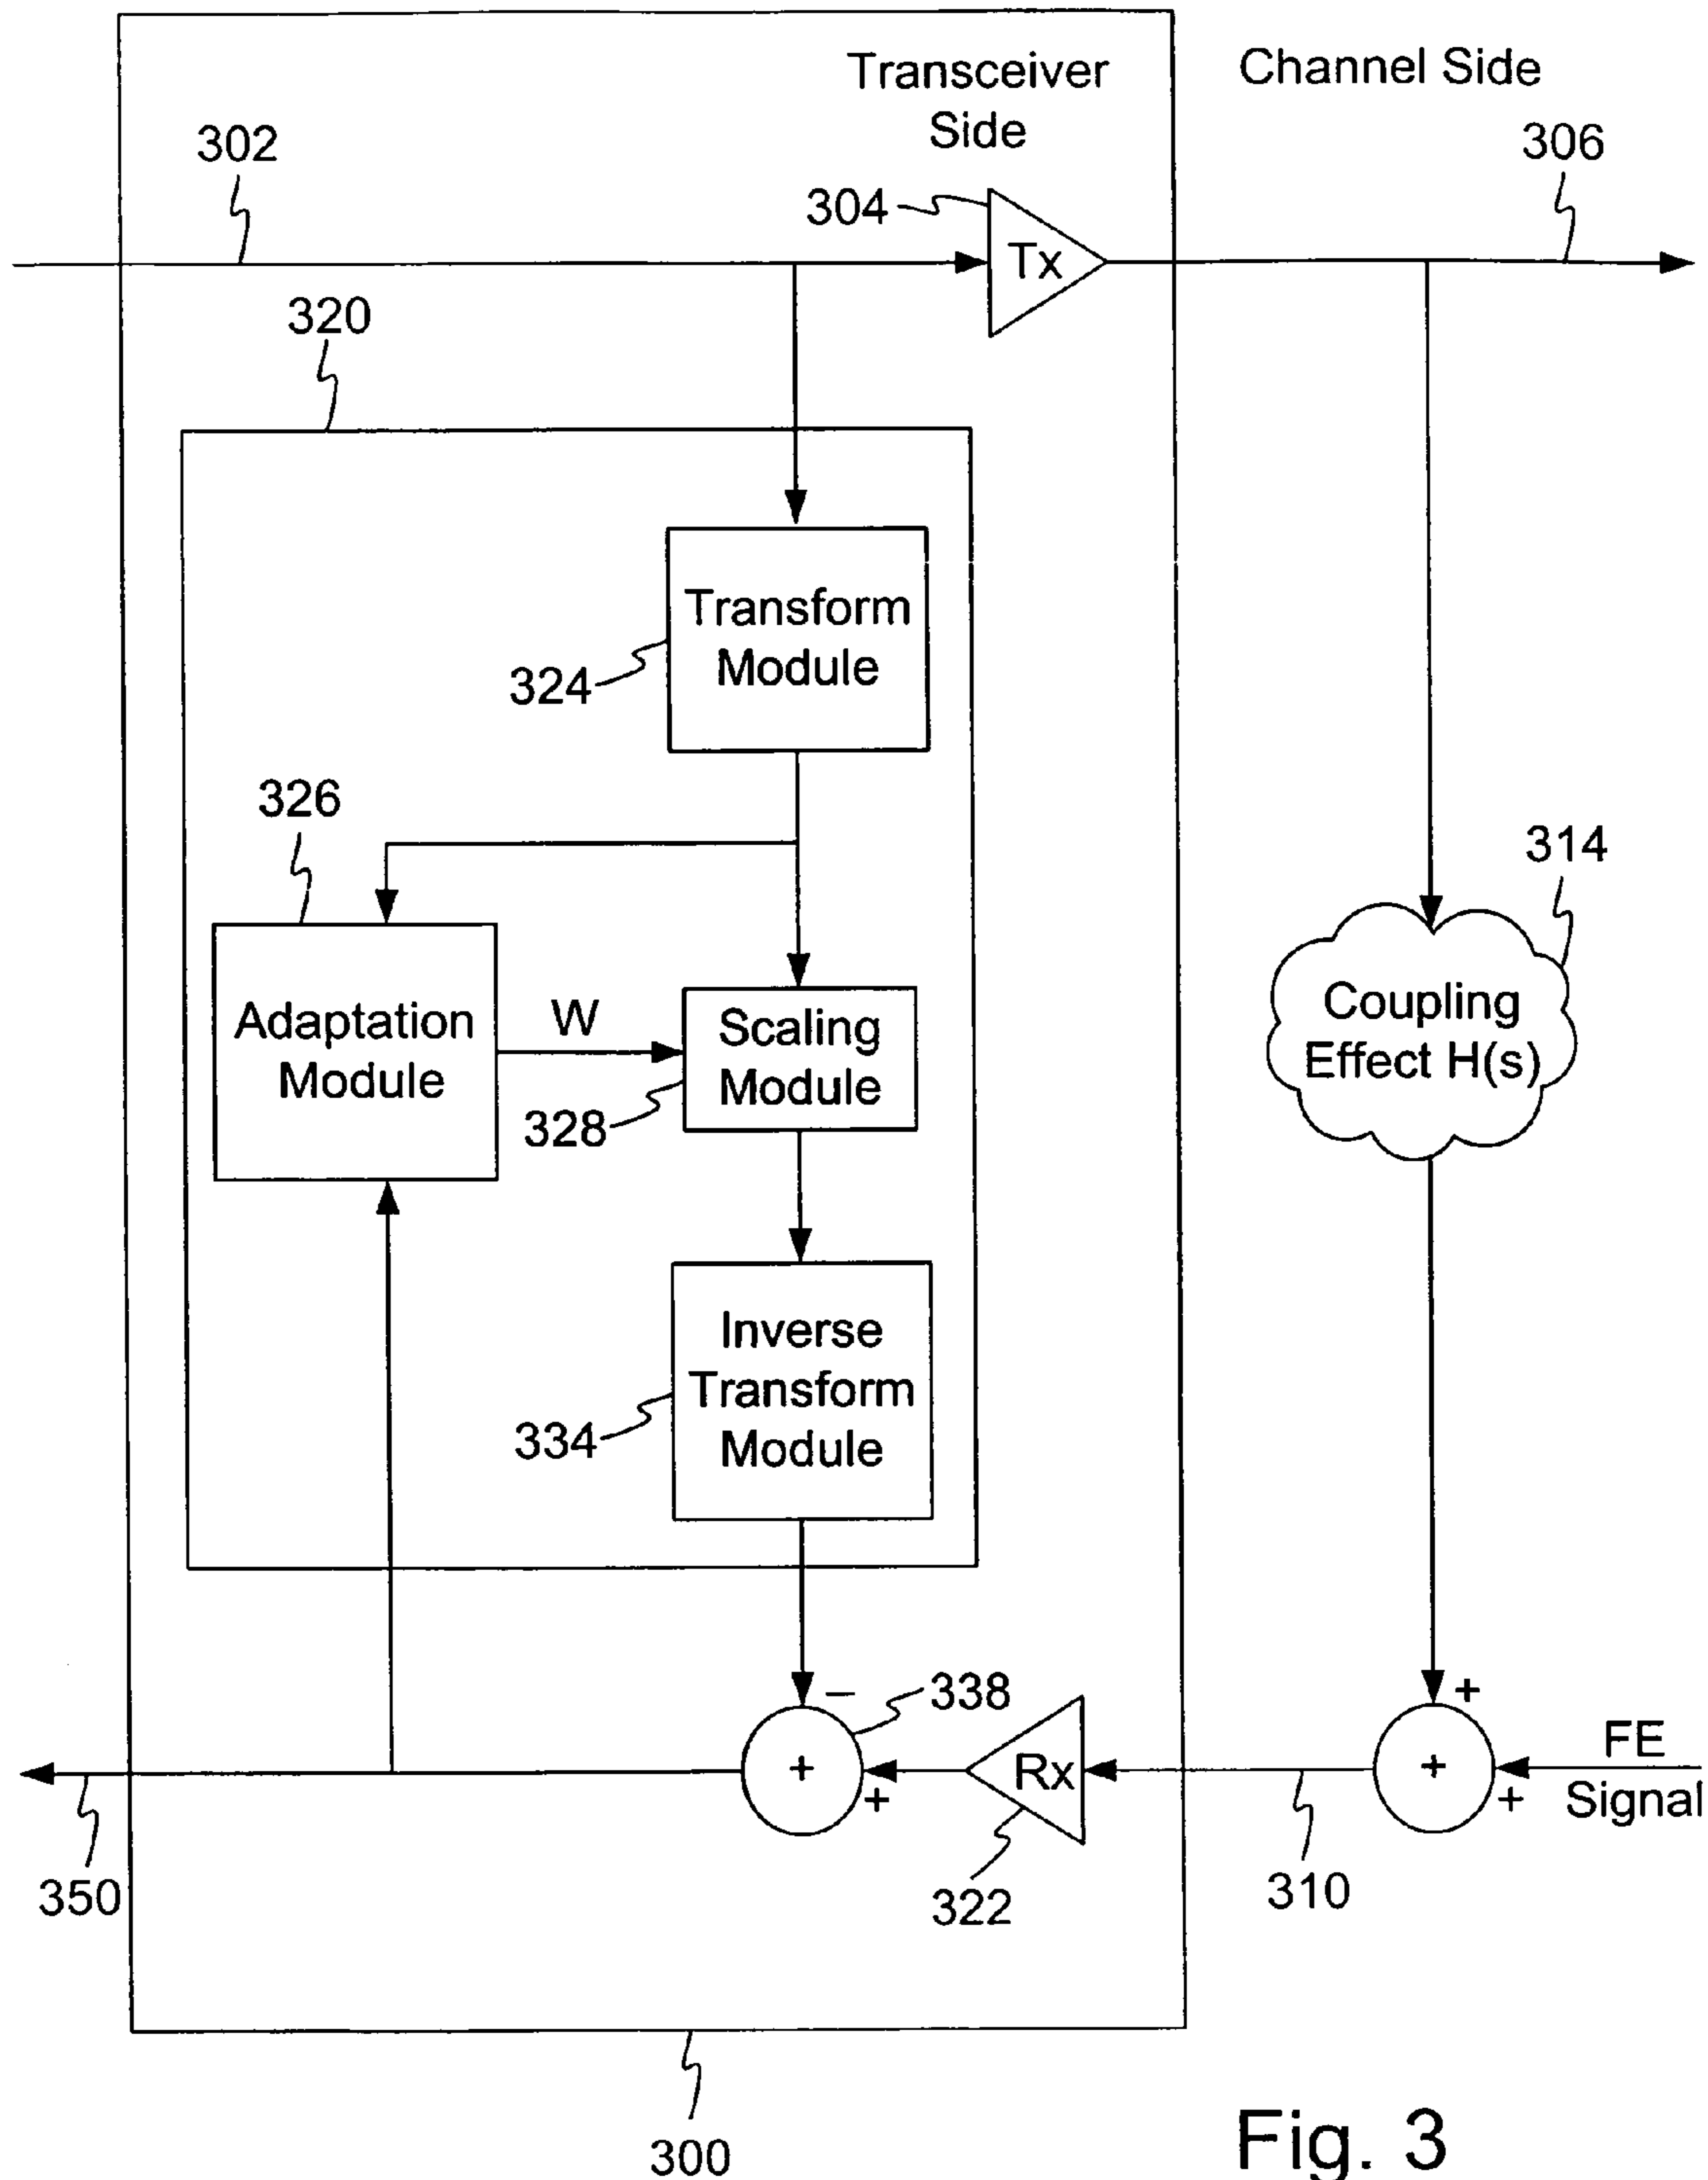 Transceiver
Side
Channel Side
302
306
304
Tx
320
Transform
Module
324
326
314
Adaptation
Module
W
Scaling
Module
328
Coupling
Effect H(s)
Inverse
Transform
Module
334
–
338
+
+
Rx
+
+
+
FE
Signal
350
322
310
300
Fig. 3